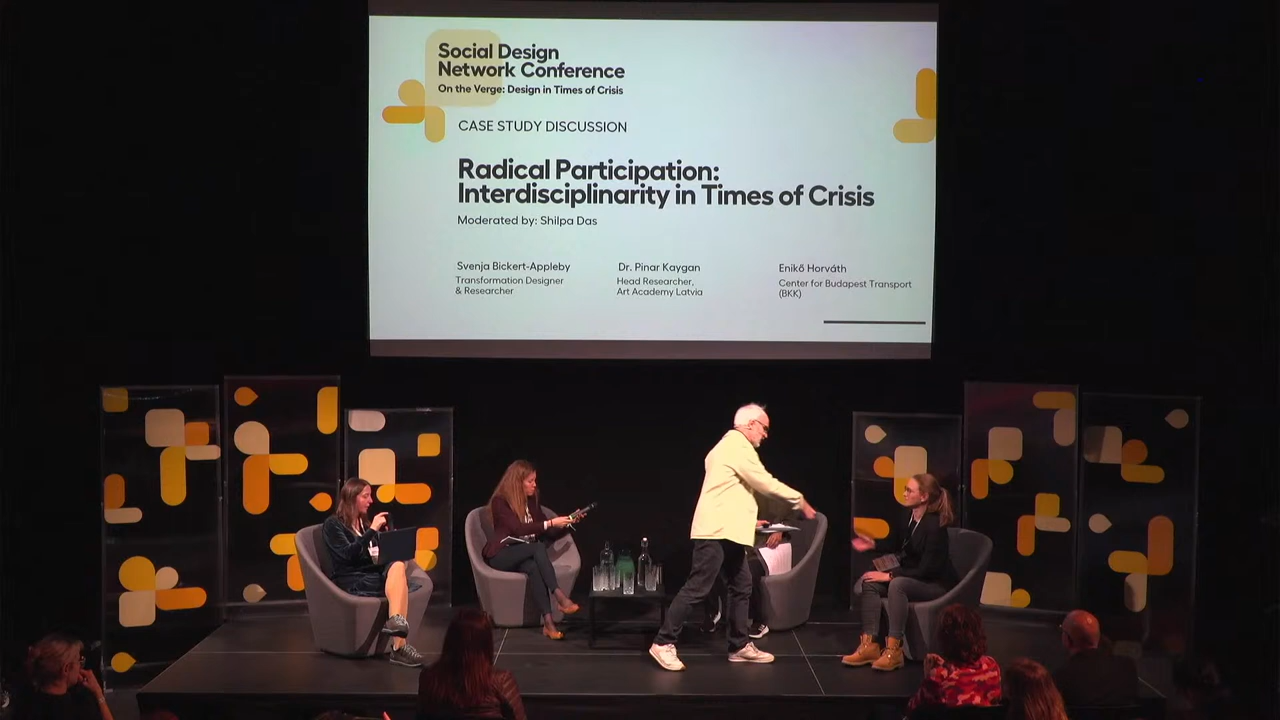 Social Design
Network Conference
On the Verge: Design in Times of Crisis
CASE STUDY DISCUSSION
Radical Participation:
Interdisciplinarity in Times of Crisis
Moderated by: Shilpa Das
Svenja Bickert-Appleby
Transformation Designer
& Researcher
Dr. Pinar Kaygan
Head Researcher,
Art Academy Latvia
Enikő Horváth
Center for Budapest Transport
(BKK)